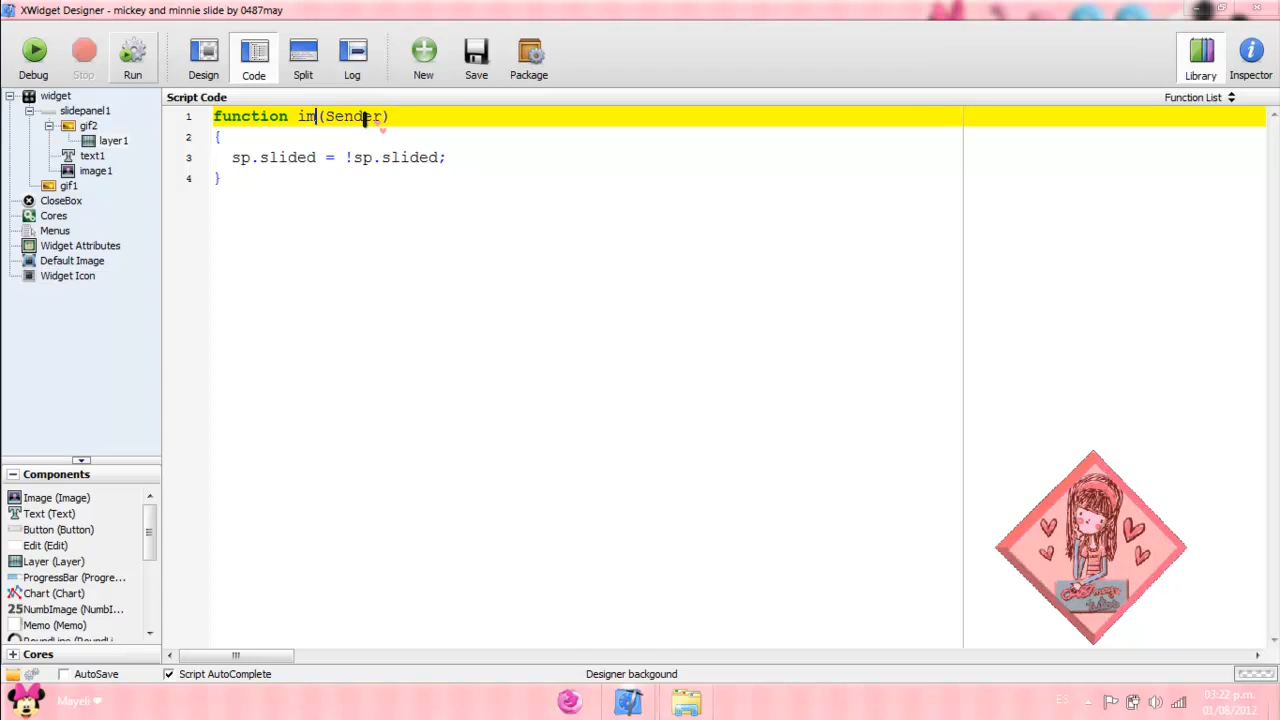 XWidget Designer - mickey and minnie slide by 0487may
Debug Stop Run Design Code Split Log New Save Package Library Inspector
widget
slidepanel1
gif2
layer1
text1
image1
gif1
CloseBox
Cores
Menus
Widget Attributes
Default Image
Widget Icon
Script Code Function List
1 function im(Sender)
2 {
3 sp.slided = !sp.slided;
4 }
Components
Image (Image)
Text (Text)
Button (Button)
Edit (Edit)
Layer (Layer)
ProgressBar (Progre...
Chart (Chart)
25 NumbImage (NumbI...
Memo (Memo)
Cores
AutoSave Script AutoComplete Designer backgound
Mayeli ❤ ES 03:22 p.m.
01/08/2012